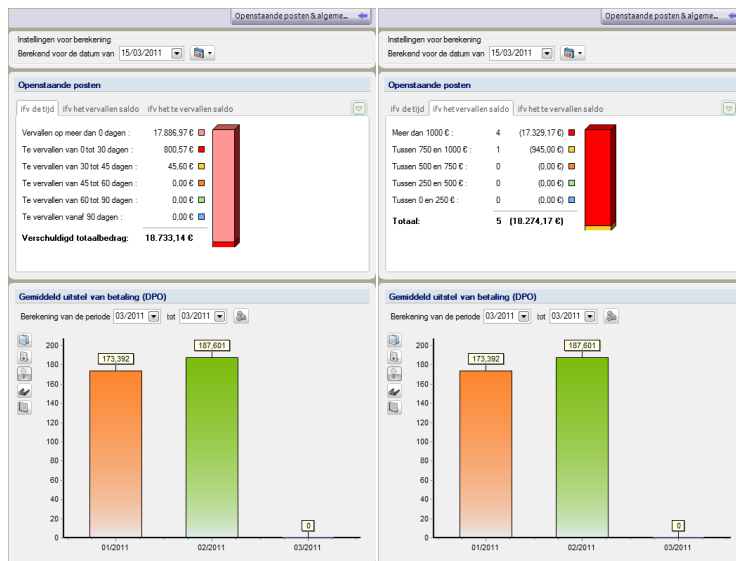 Openstaande posten & algeme...
Instellingen voor berekening
Berekend voor de datum van 15/03/2011
Openstaande posten
ifv de tijd ifv het vervallen saldo ifv het te vervallen saldo
Vervallen op meer dan 0 dagen : 17.886,97 €
Te vervallen van 0 tot 30 dagen : 800,57 €
Te vervallen van 30 tot 45 dagen : 45,60 €
Te vervallen van 45 tot 60 dagen : 0,00 €
Te vervallen van 60 tot 90 dagen : 0,00 €
Te vervallen vanaf 90 dagen : 0,00 €
Verschuldigd totaalbedrag: 18.733,14 €
Gemiddeld uitstel van betaling (DPO)
Berekening van de periode 03/2011 tot 03/2011
200
180
160
140
120
100
80
60
40
20
0
173,392
187,601
0
01/2011 02/2011 03/2011
Openstaande posten & algeme...
Instellingen voor berekening
Berekend voor de datum van 15/03/2011
Openstaande posten
ifv de tijd ifv het vervallen saldo ifv het te vervallen saldo
Meer dan 1000 € : 4 (17.329,17 €)
Tussen 750 en 1000 € : 1 (945,00 €)
Tussen 500 en 750 € : 0 (0,00 €)
Tussen 250 en 500 € : 0 (0,00 €)
Tussen 0 en 250 € : 0 (0,00 €)
Totaal: 5 (18.274,17 €)
Gemiddeld uitstel van betaling (DPO)
Berekening van de periode 03/2011 tot 03/2011
200
180
160
140
120
100
80
60
40
20
0
173,392
187,601
0
01/2011 02/2011 03/2011